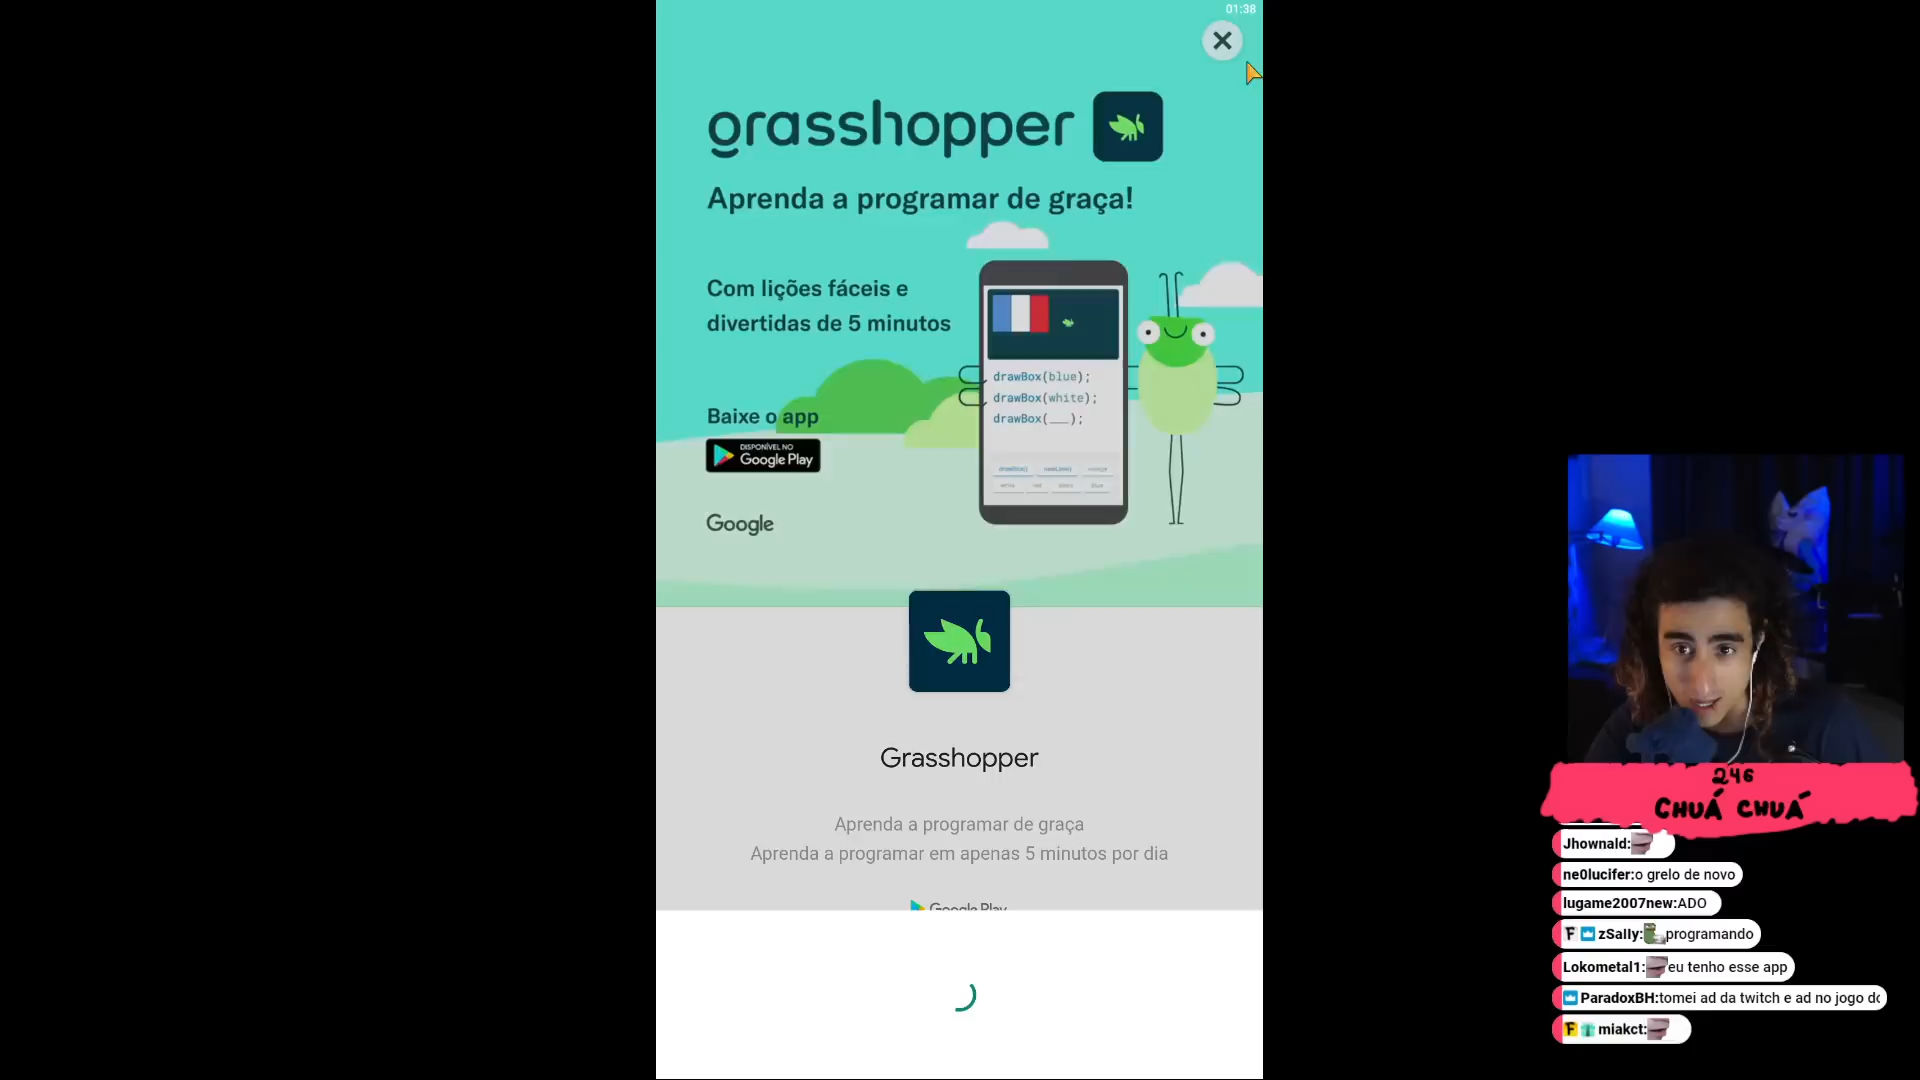 01:38
grasshopper
Aprenda a programar de graça!
Com lições fáceis e
divertidas de 5 minutos
drawBox(blue);
drawBox(white);
drawBox(___);
Baixe o app
DISPONÍVEL NO
Google Play
Google
Grasshopper
Aprenda a programar de graça
Aprenda a programar em apenas 5 minutos por dia
Google Play
246
CHUÁ CHUÁ
Jhownald:
ne0lucifer:o grelo de novo
lugame2007new:ADO
F zSally: programando
Lokometal1: eu tenho esse app
ParadoxBH:tomei ad da twitch e ad no jogo do
F miakct: